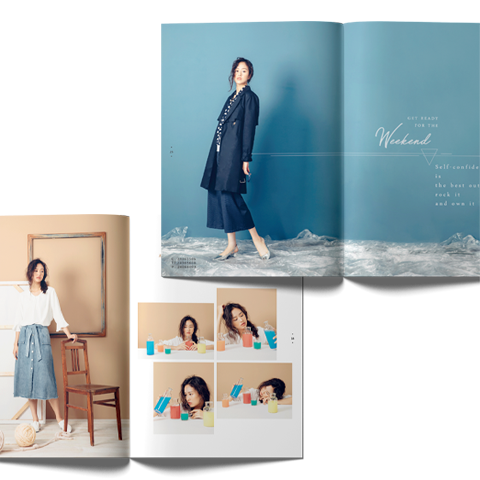 GET READY
FOR THE
Weekend
Self-confide
is
the best out
rock it
and own it